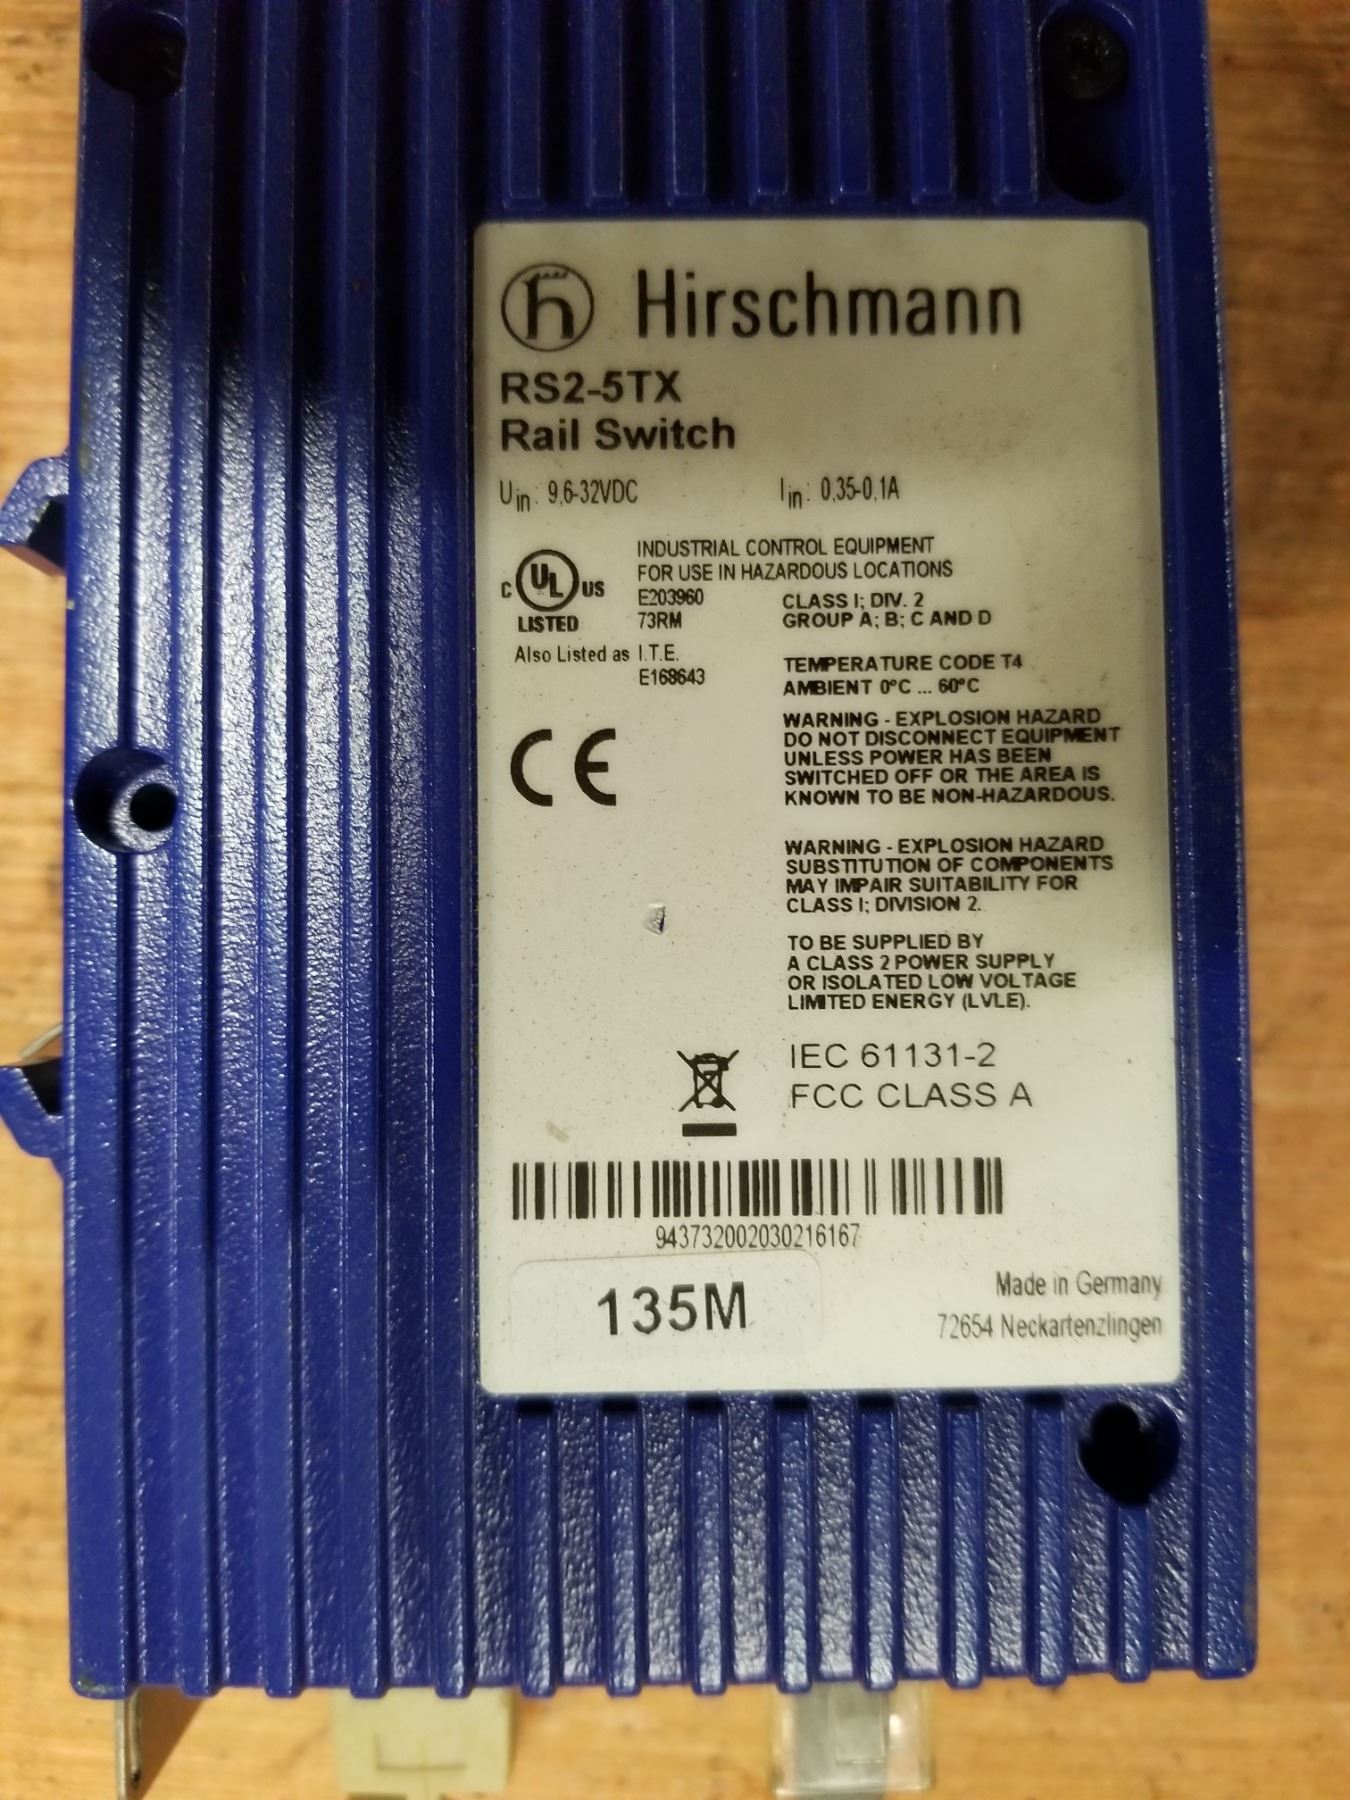 Hirschmann
RS2-5TX
Rail Switch
Uin: 9,6-32VDC Iin: 0,35-0,1A
INDUSTRIAL CONTROL EQUIPMENT
FOR USE IN HAZARDOUS LOCATIONS
C UL US
LISTED
E203960
73RM
CLASS I; DIV. 2
GROUP A; B; C AND D
Also Listed as I.T.E.
E168643
TEMPERATURE CODE T4
AMBIENT 0°C ... 60°C
CE
WARNING - EXPLOSION HAZARD
DO NOT DISCONNECT EQUIPMENT
UNLESS POWER HAS BEEN
SWITCHED OFF OR THE AREA IS
KNOWN TO BE NON-HAZARDOUS.
WARNING - EXPLOSION HAZARD
SUBSTITUTION OF COMPONENTS
MAY IMPAIR SUITABILITY FOR
CLASS I; DIVISION 2.
TO BE SUPPLIED BY
A CLASS 2 POWER SUPPLY
OR ISOLATED LOW VOLTAGE
LIMITED ENERGY (LVLE).
IEC 61131-2
FCC CLASS A
943732002030216167
135M
Made in Germany
72654 Neckartenzlingen